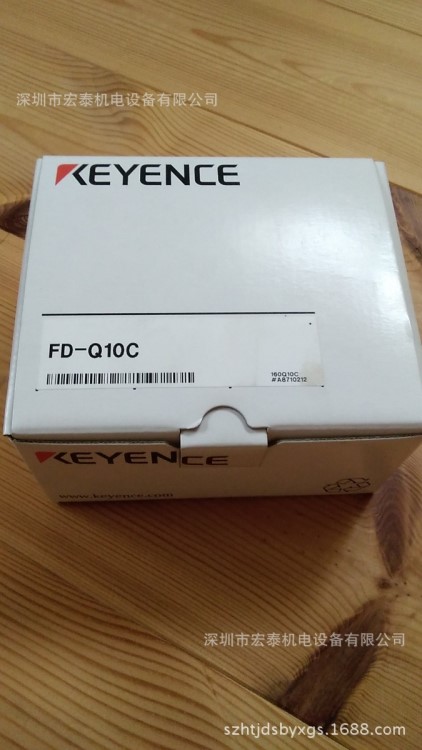 深圳市宏泰机电设备有限公司
KEYENCE
FD-Q10C
160Q10C
#A8710212
KEYENCE
www.keyence.com
深圳市宏泰机电设备有限公司
szhtjdsbyxgs.1688.com